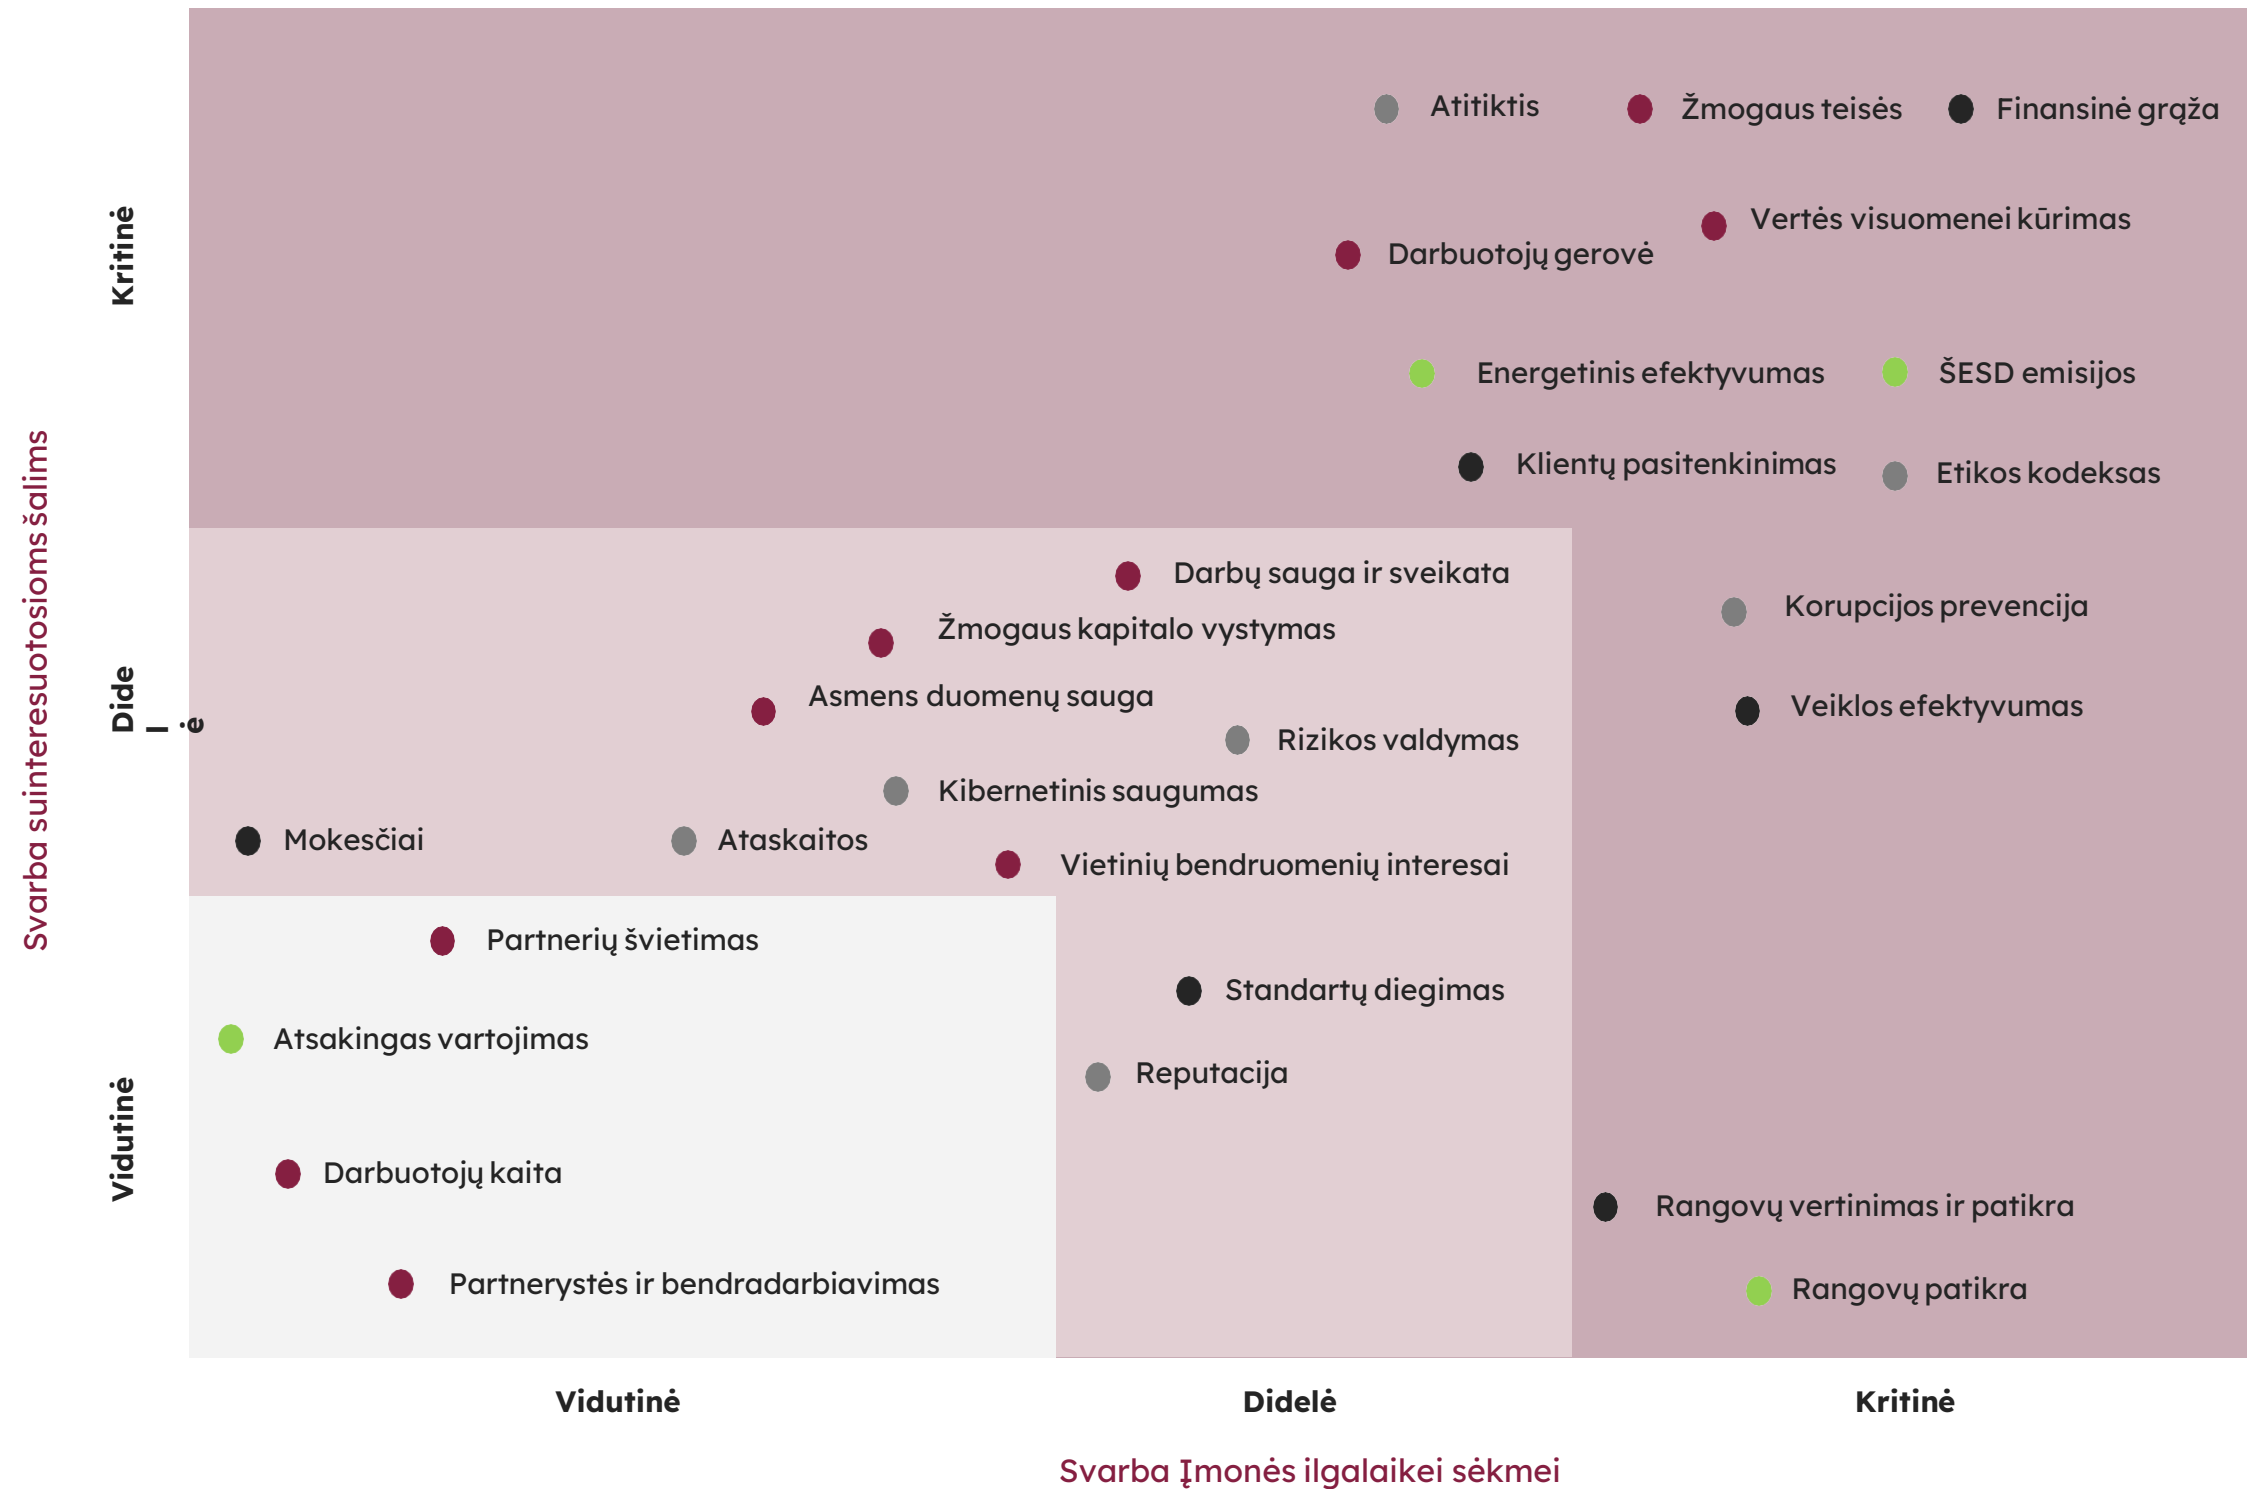 Atitiktis
Žmogaus teisės
Finansinė grąža
Kritinė
Vertės visuomenei kūrimas
Darbuotojų gerovė
Energetinis efektyvumas
ŠESD emisijos
Klientų pasitenkinimas
Etikos kodeksas
Svarba suinteresuotosioms šalims
Darbų sauga ir sveikata
Korupcijos prevencija
Žmogaus kapitalo vystymas
Asmens duomenų sauga
Veiklos efektyvumas
Dide
l
ė
Rizikos valdymas
Kibernetinis saugumas
Mokesčiai
Ataskaitos
Vietinių bendruomenių interesai
Partnerių švietimas
Standartų diegimas
Atsakingas vartojimas
Reputacija
Vidutinė
Darbuotojų kaita
Rangovų vertinimas ir patikra
Partnerystės ir bendradarbiavimas
Rangovų patikra
Vidutinė
Didelė
Kritinė
Svarba Įmonės ilgalaikei sėkmei